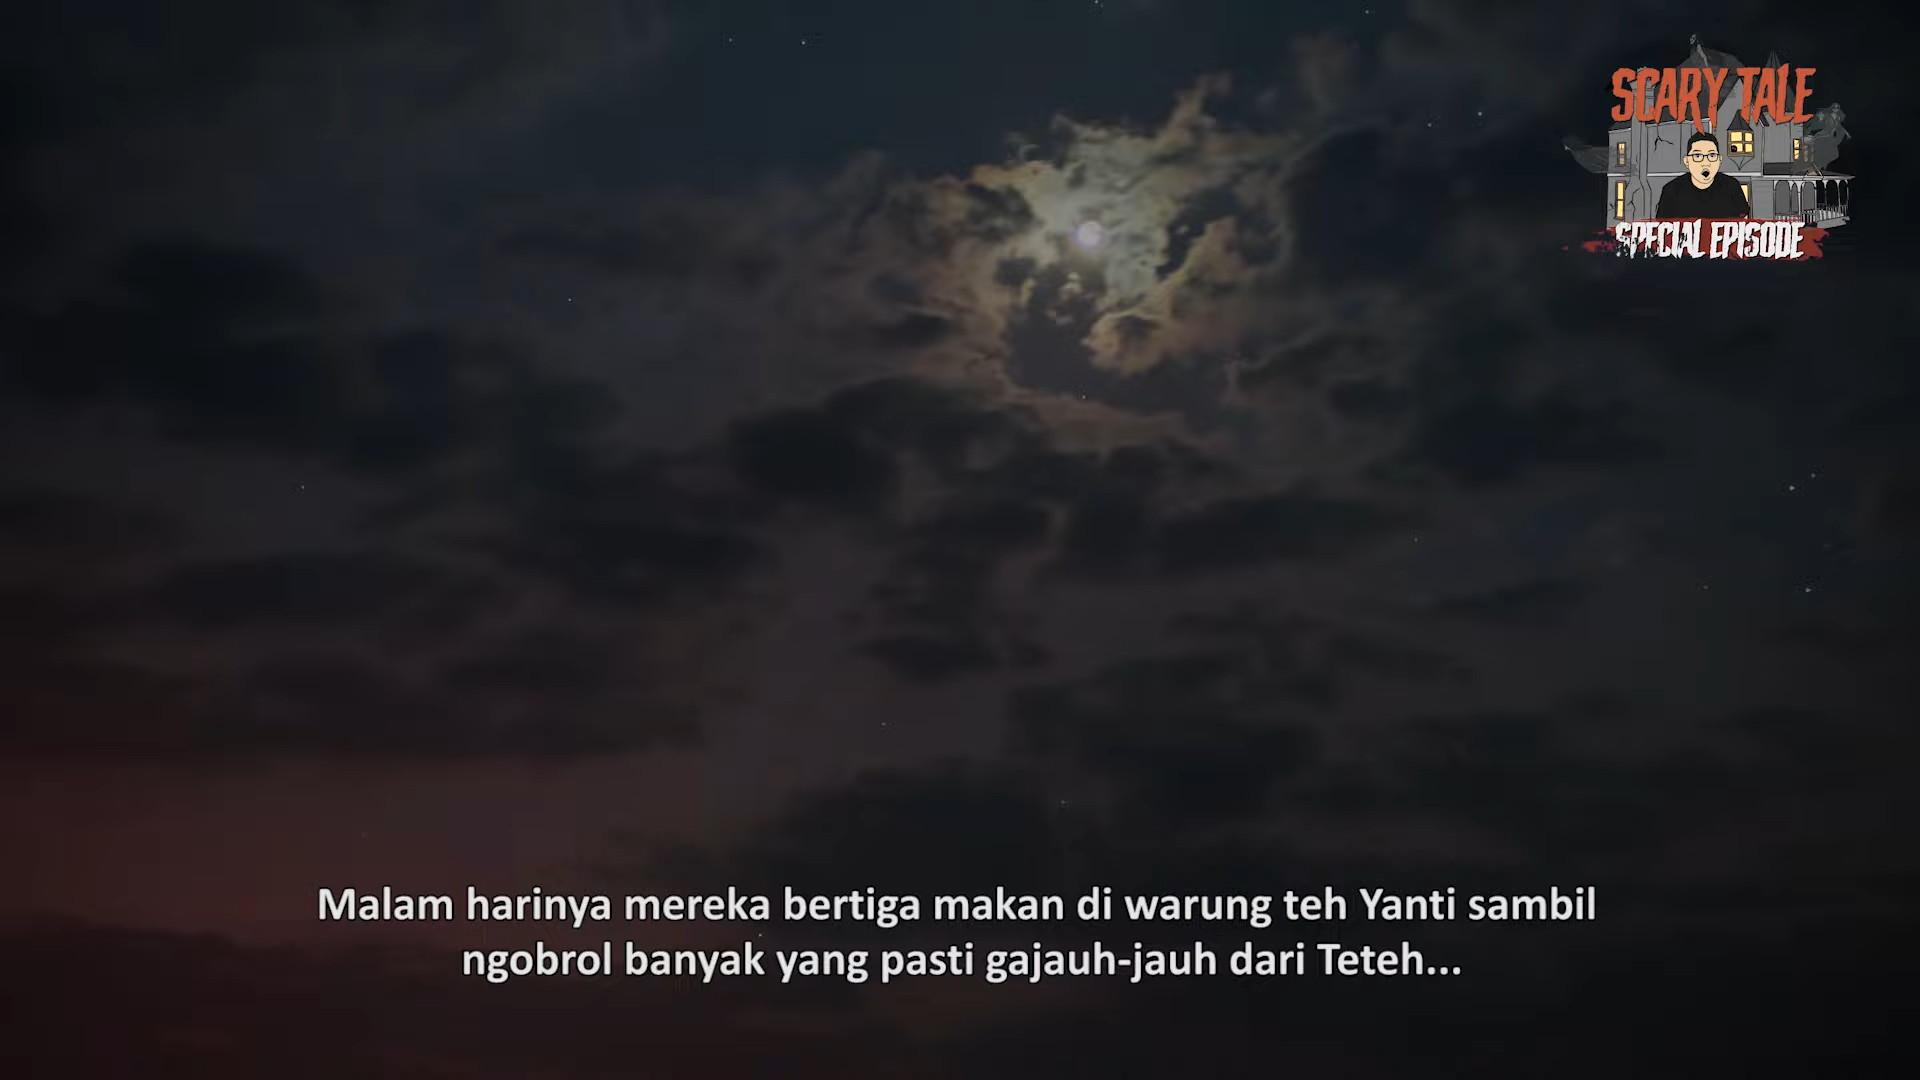 SCARY TALE
SPECIAL EPISODE
Malam harinya mereka bertiga makan di warung teh Yanti sambil
ngobrol banyak yang pasti gajauh-jauh dari Teteh...